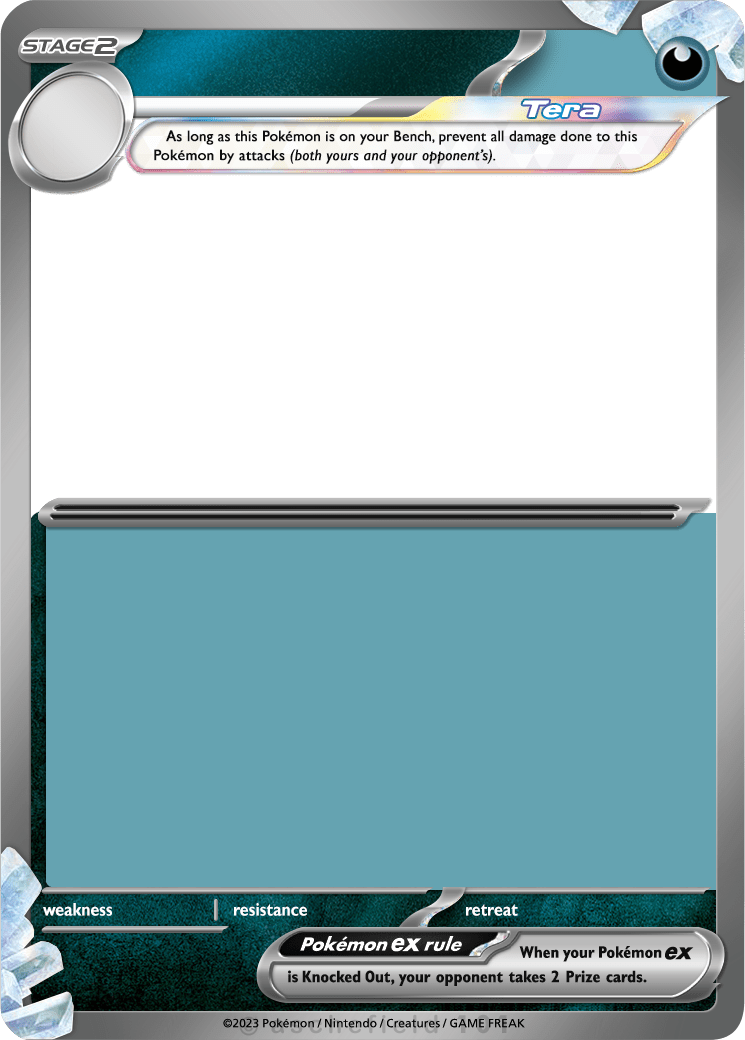 STAGE2
Tera
As long as this Pokémon is on your Bench, prevent all damage done to this
Pokémon by attacks (both yours and your opponent's).
weakness
resistance
retreat
Pokémon ex rule
When your Pokémon ex
is Knocked Out, your opponent takes 2 Prize cards.
©2023 Pokémon / Nintendo / Creatures / GAME FREAK